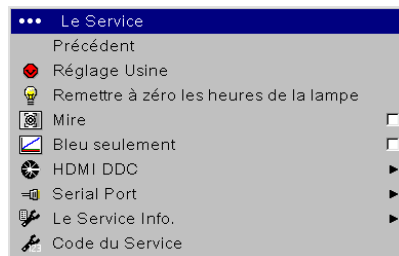 Le Service
Précédent
Réglage Usine
Remettre à zéro les heures de la lampe
Mire
Bleu seulement
HDMI DDC
Serial Port
Le Service Info.
Code du Service